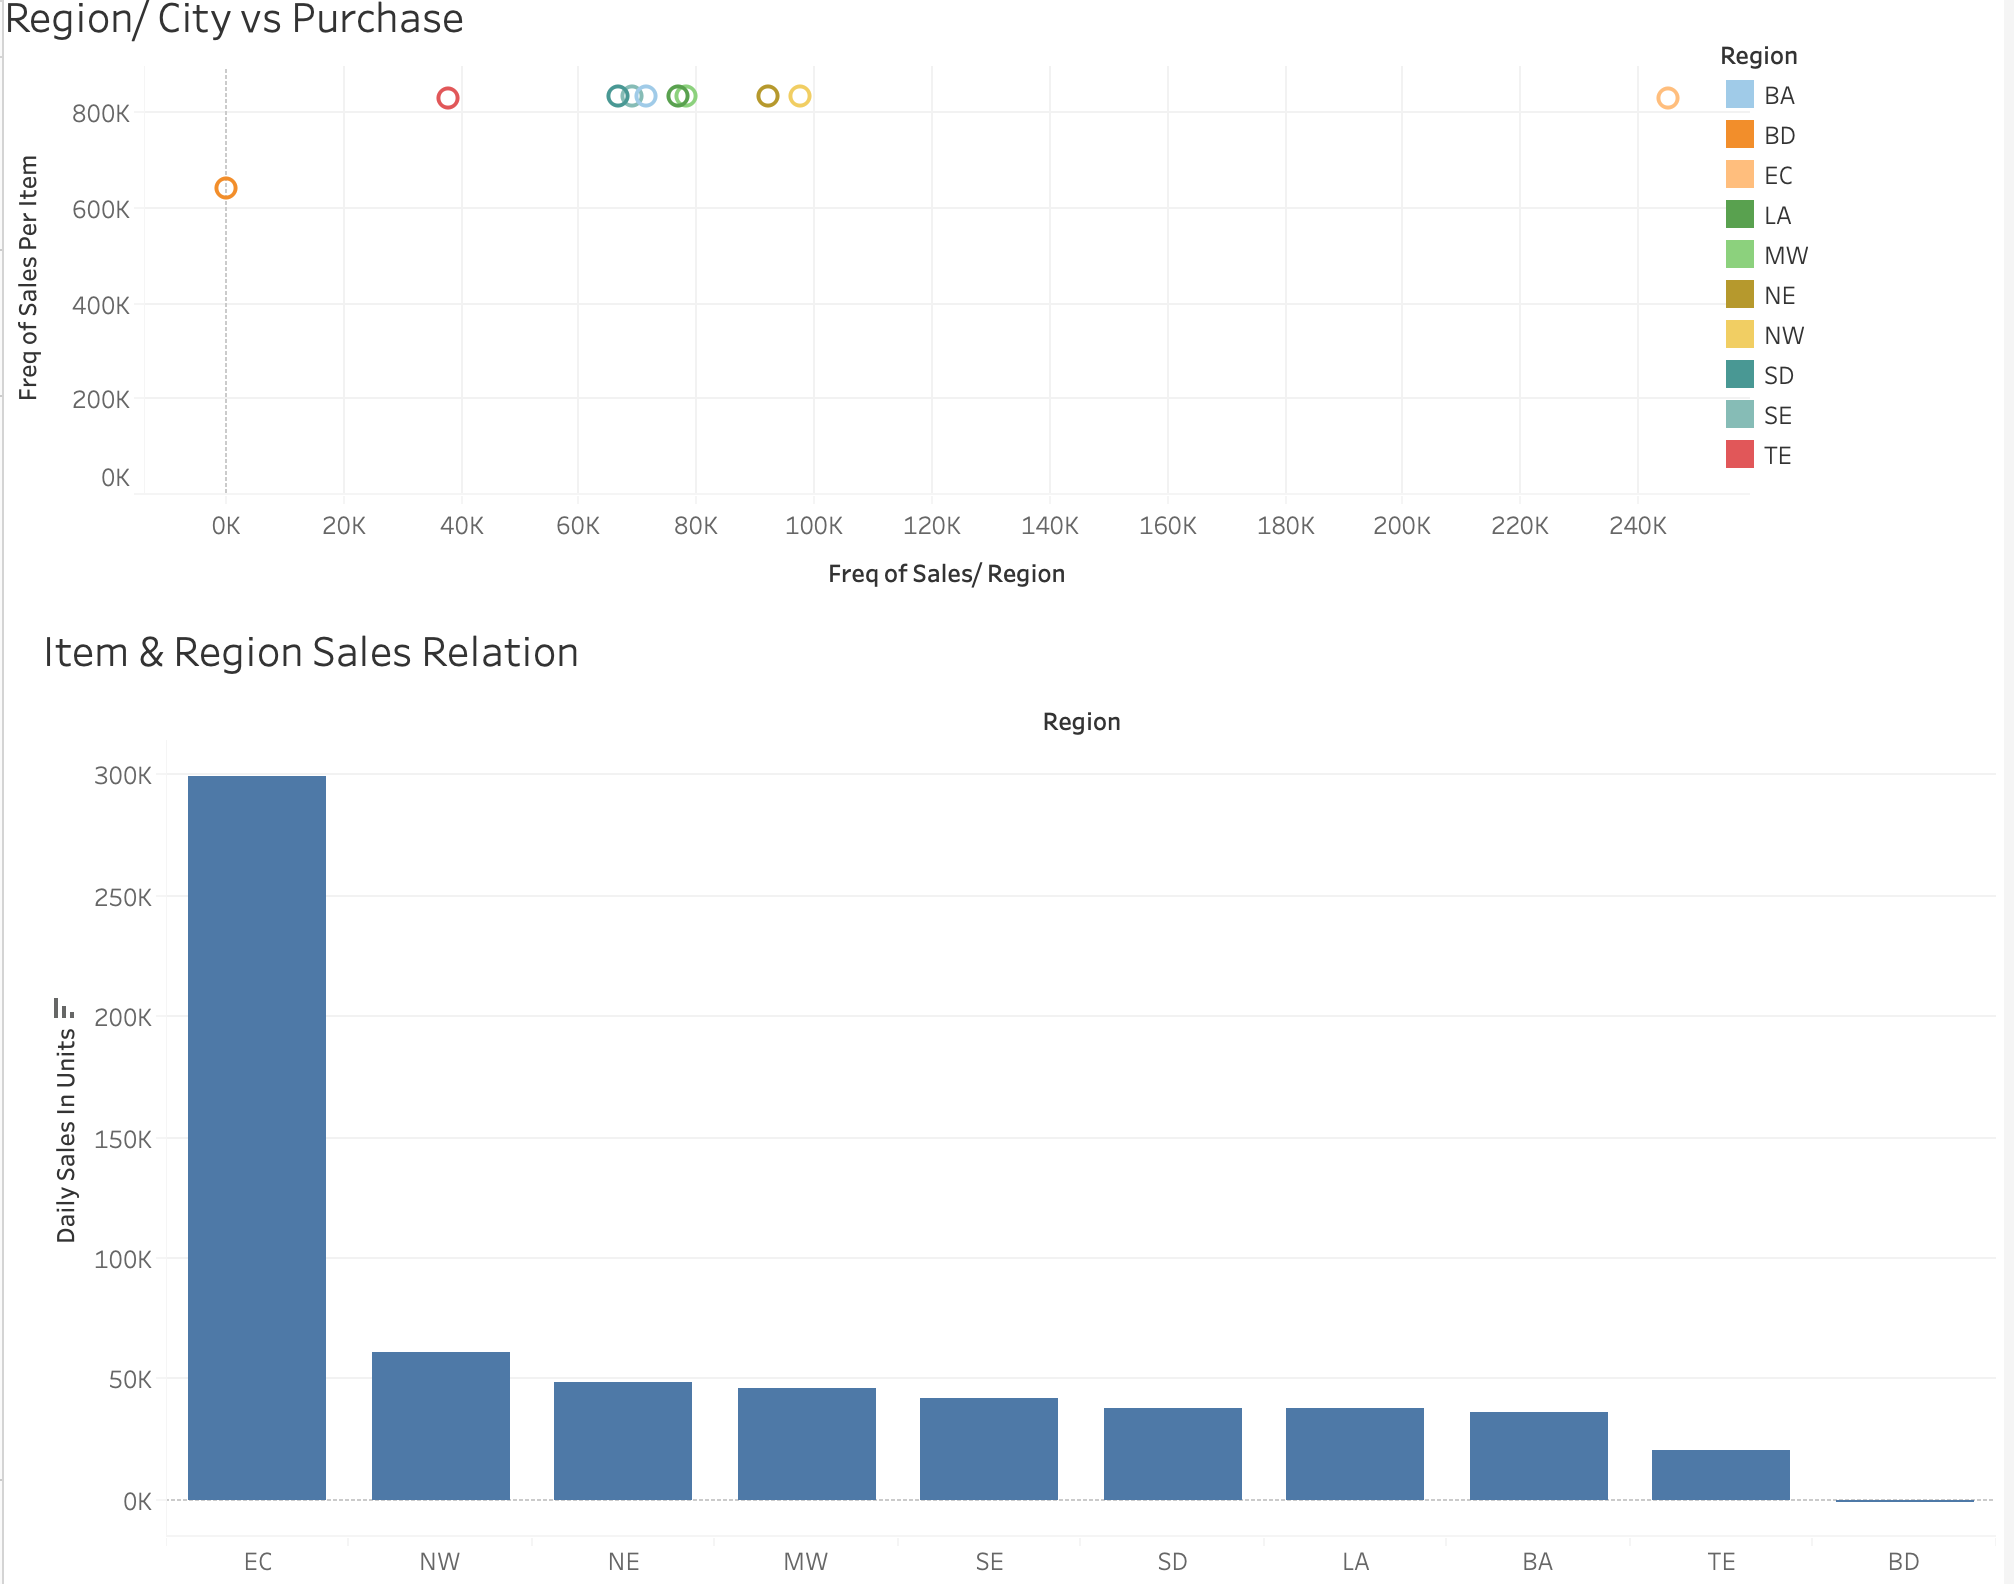 Region/ City vs Purchase
Region
BA
BD
EC
LA
MW
NE
NW
SD
SE
TE
Freq of Sales Per Item
800K
600K
400K
200K
0K
0K 20K 40K 60K 80K 100K 120K 140K 160K 180K 200K 220K 240K
Freq of Sales/ Region
Item & Region Sales Relation
Region
Daily Sales In Units
300K
250K
200K
150K
100K
50K
0K
EC NW NE MW SE SD LA BA TE BD